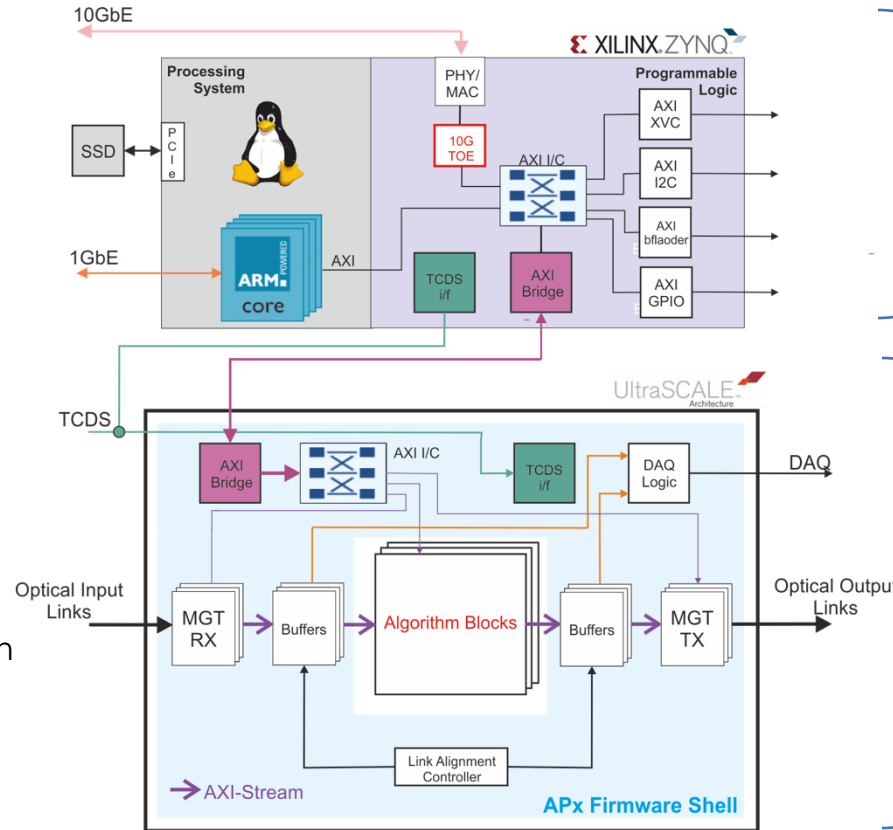 10GbE
XILINX ZYNQ
Processing
System
PHY/
MAC
Programmable
Logic
SSD
PCIe
10G
TOE
AXI I/C
AXI
XVC
AXI
I2C
AXI
bflaoder
AXI
GPIO
1GbE
ARM POWERED
core
AXI
TCDS
i/f
AXI
Bridge
UltraSCALE
Architecture
TCDS
AXI
Bridge
AXI I/C
TCDS
i/f
DAQ
Logic
DAQ
Optical Input
Links
MGT
RX
Buffers
Algorithm Blocks
Buffers
MGT
TX
Optical Output
Links
n
Link Alignment
Controller
AXI-Stream
APx Firmware Shell